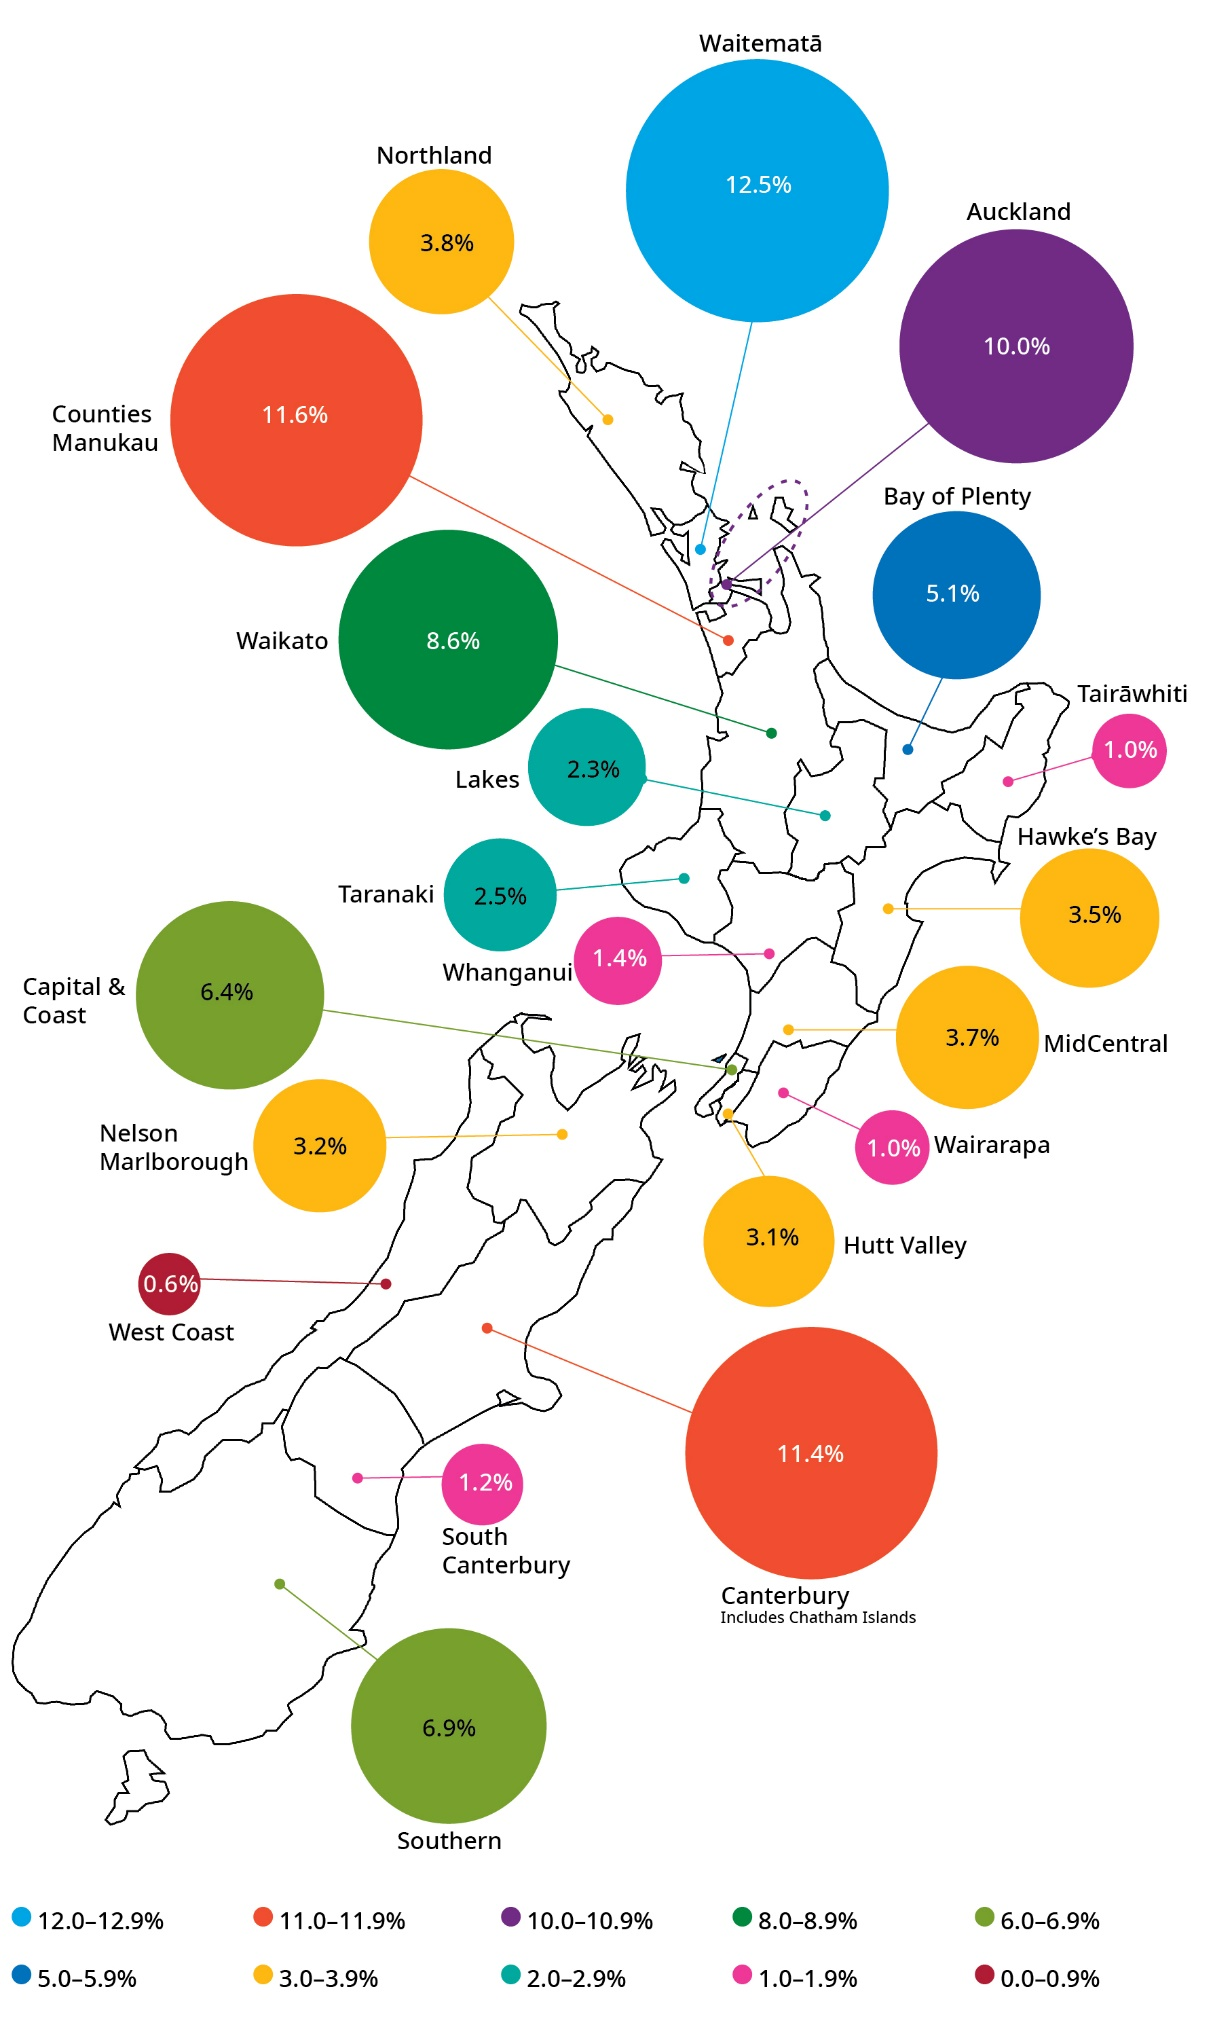 Waitematā
12.5%
Northland
3.8%
Auckland
10.0%
Counties
Manukau
11.6%
Bay of Plenty
5.1%
Waikato
8.6%
Tairāwhiti
1.0%
Lakes
2.3%
Hawke’s Bay
3.5%
Taranaki
2.5%
Whanganui
1.4%
Capital &
Coast
6.4%
3.7%
MidCentral
Nelson
Marlborough
3.2%
1.0%
Wairarapa
3.1%
Hutt Valley
0.6%
West Coast
11.4%
Canterbury
Includes Chatham Islands
1.2%
South
Canterbury
6.9%
Southern
12.0–12.9%
11.0–11.9%
10.0–10.9%
8.0–8.9%
6.0–6.9%
5.0–5.9%
3.0–3.9%
2.0–2.9%
1.0–1.9%
0.0–0.9%